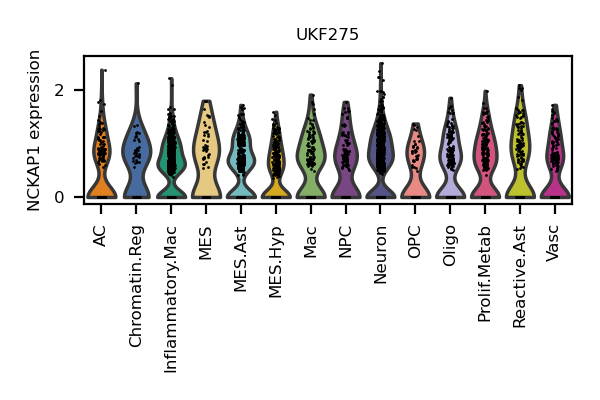 UKF275
NCKAP1 expression
2
0
AC
Chromatin.Reg
Inflammatory.Mac
MES
MES.Ast
MES.Hyp
Mac
NPC
Neuron
OPC
Oligo
Prolif.Metab
Reactive.Ast
Vasc